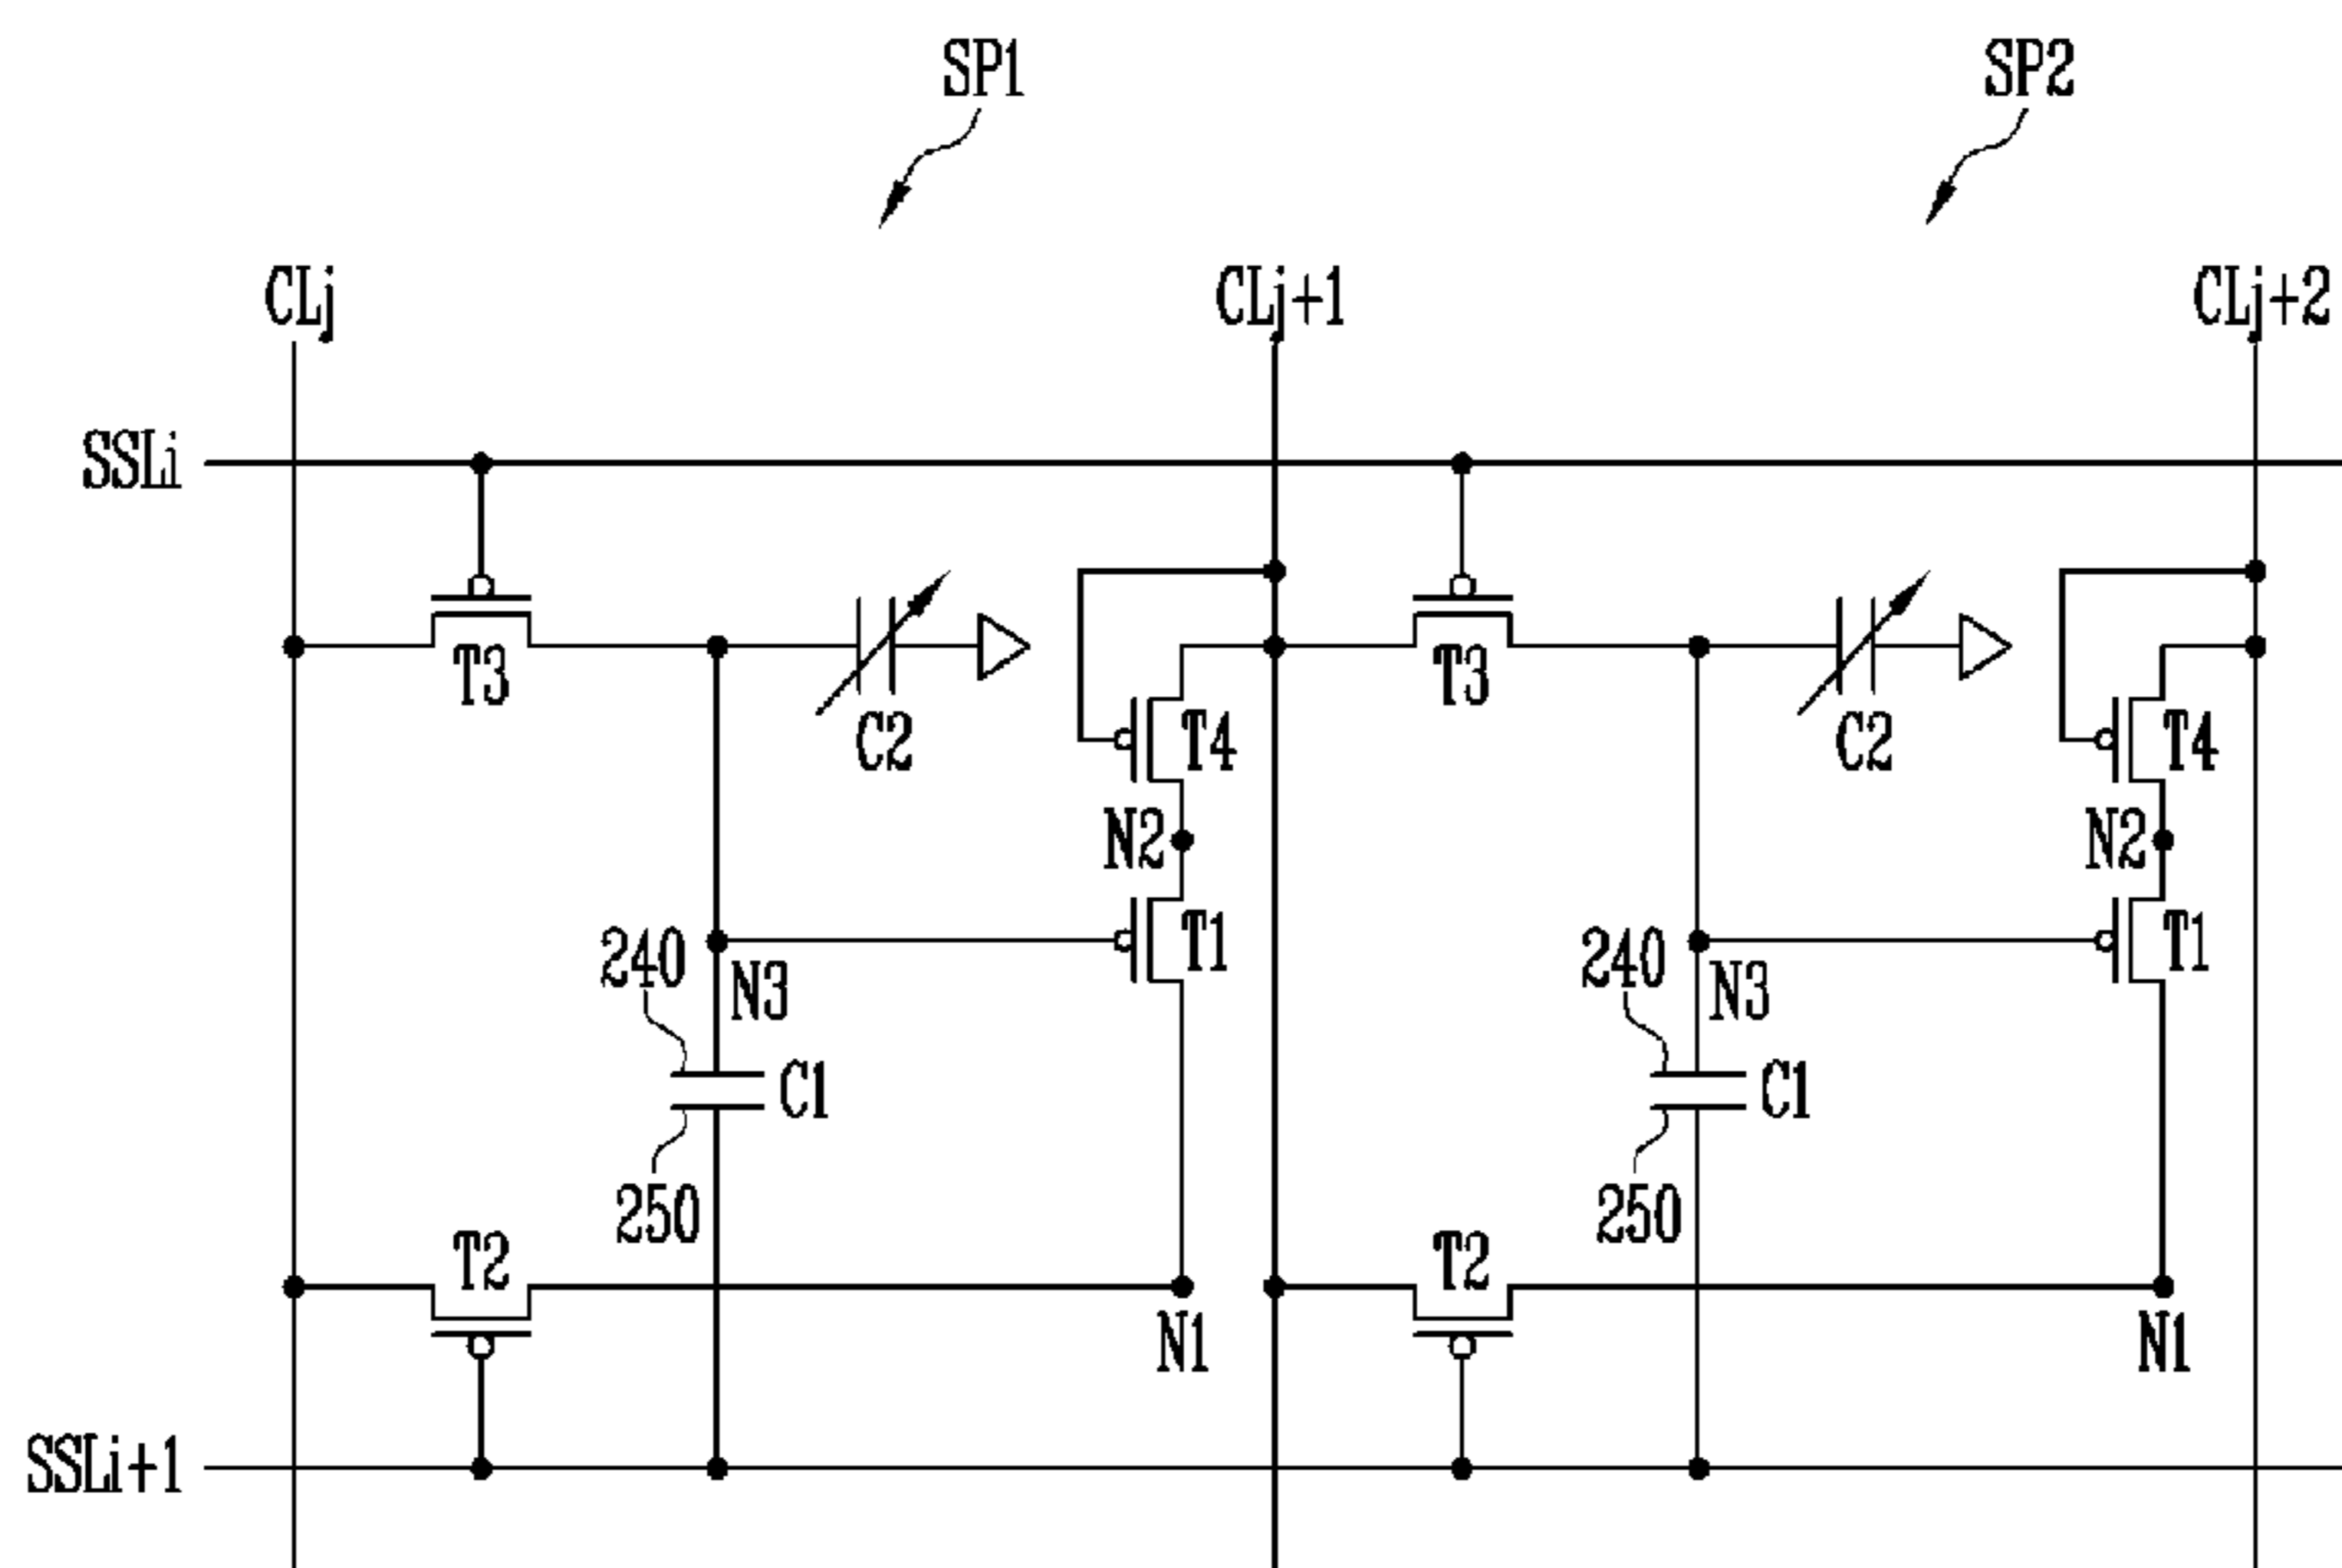 SP1
SP2
CLj
CLj+1
CLj+2
SSLi
T3
T3
C2
T4
C2
T4
N2
N2
240
N3
T1
240
N3
T1
C1
C1
250
250
T2
T2
N1
N1
SSLi+1